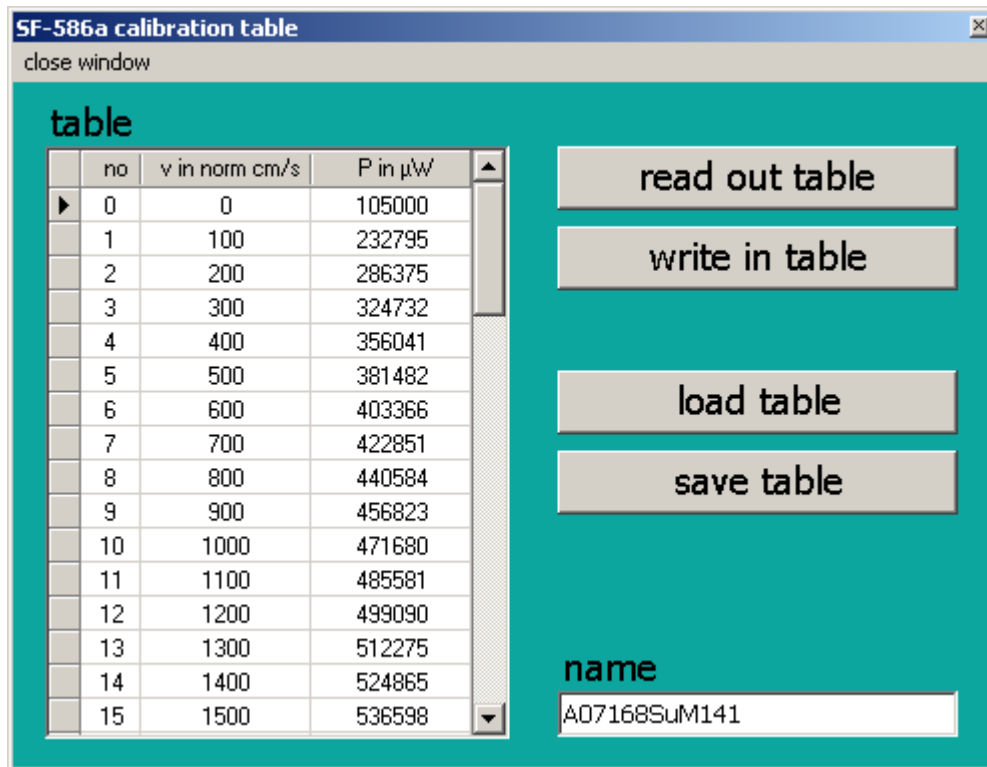 SF-586a calibration table
close window
table
no v in norm cm/s P in µW
0 0 105000
1 100 232795
2 200 286375
3 300 324732
4 400 356041
5 500 381482
6 600 403366
7 700 422851
8 800 440584
9 900 456823
10 1000 471680
11 1100 485581
12 1200 499090
13 1300 512275
14 1400 524865
15 1500 536598
read out table
write in table
load table
save table
name
A07168SuM141